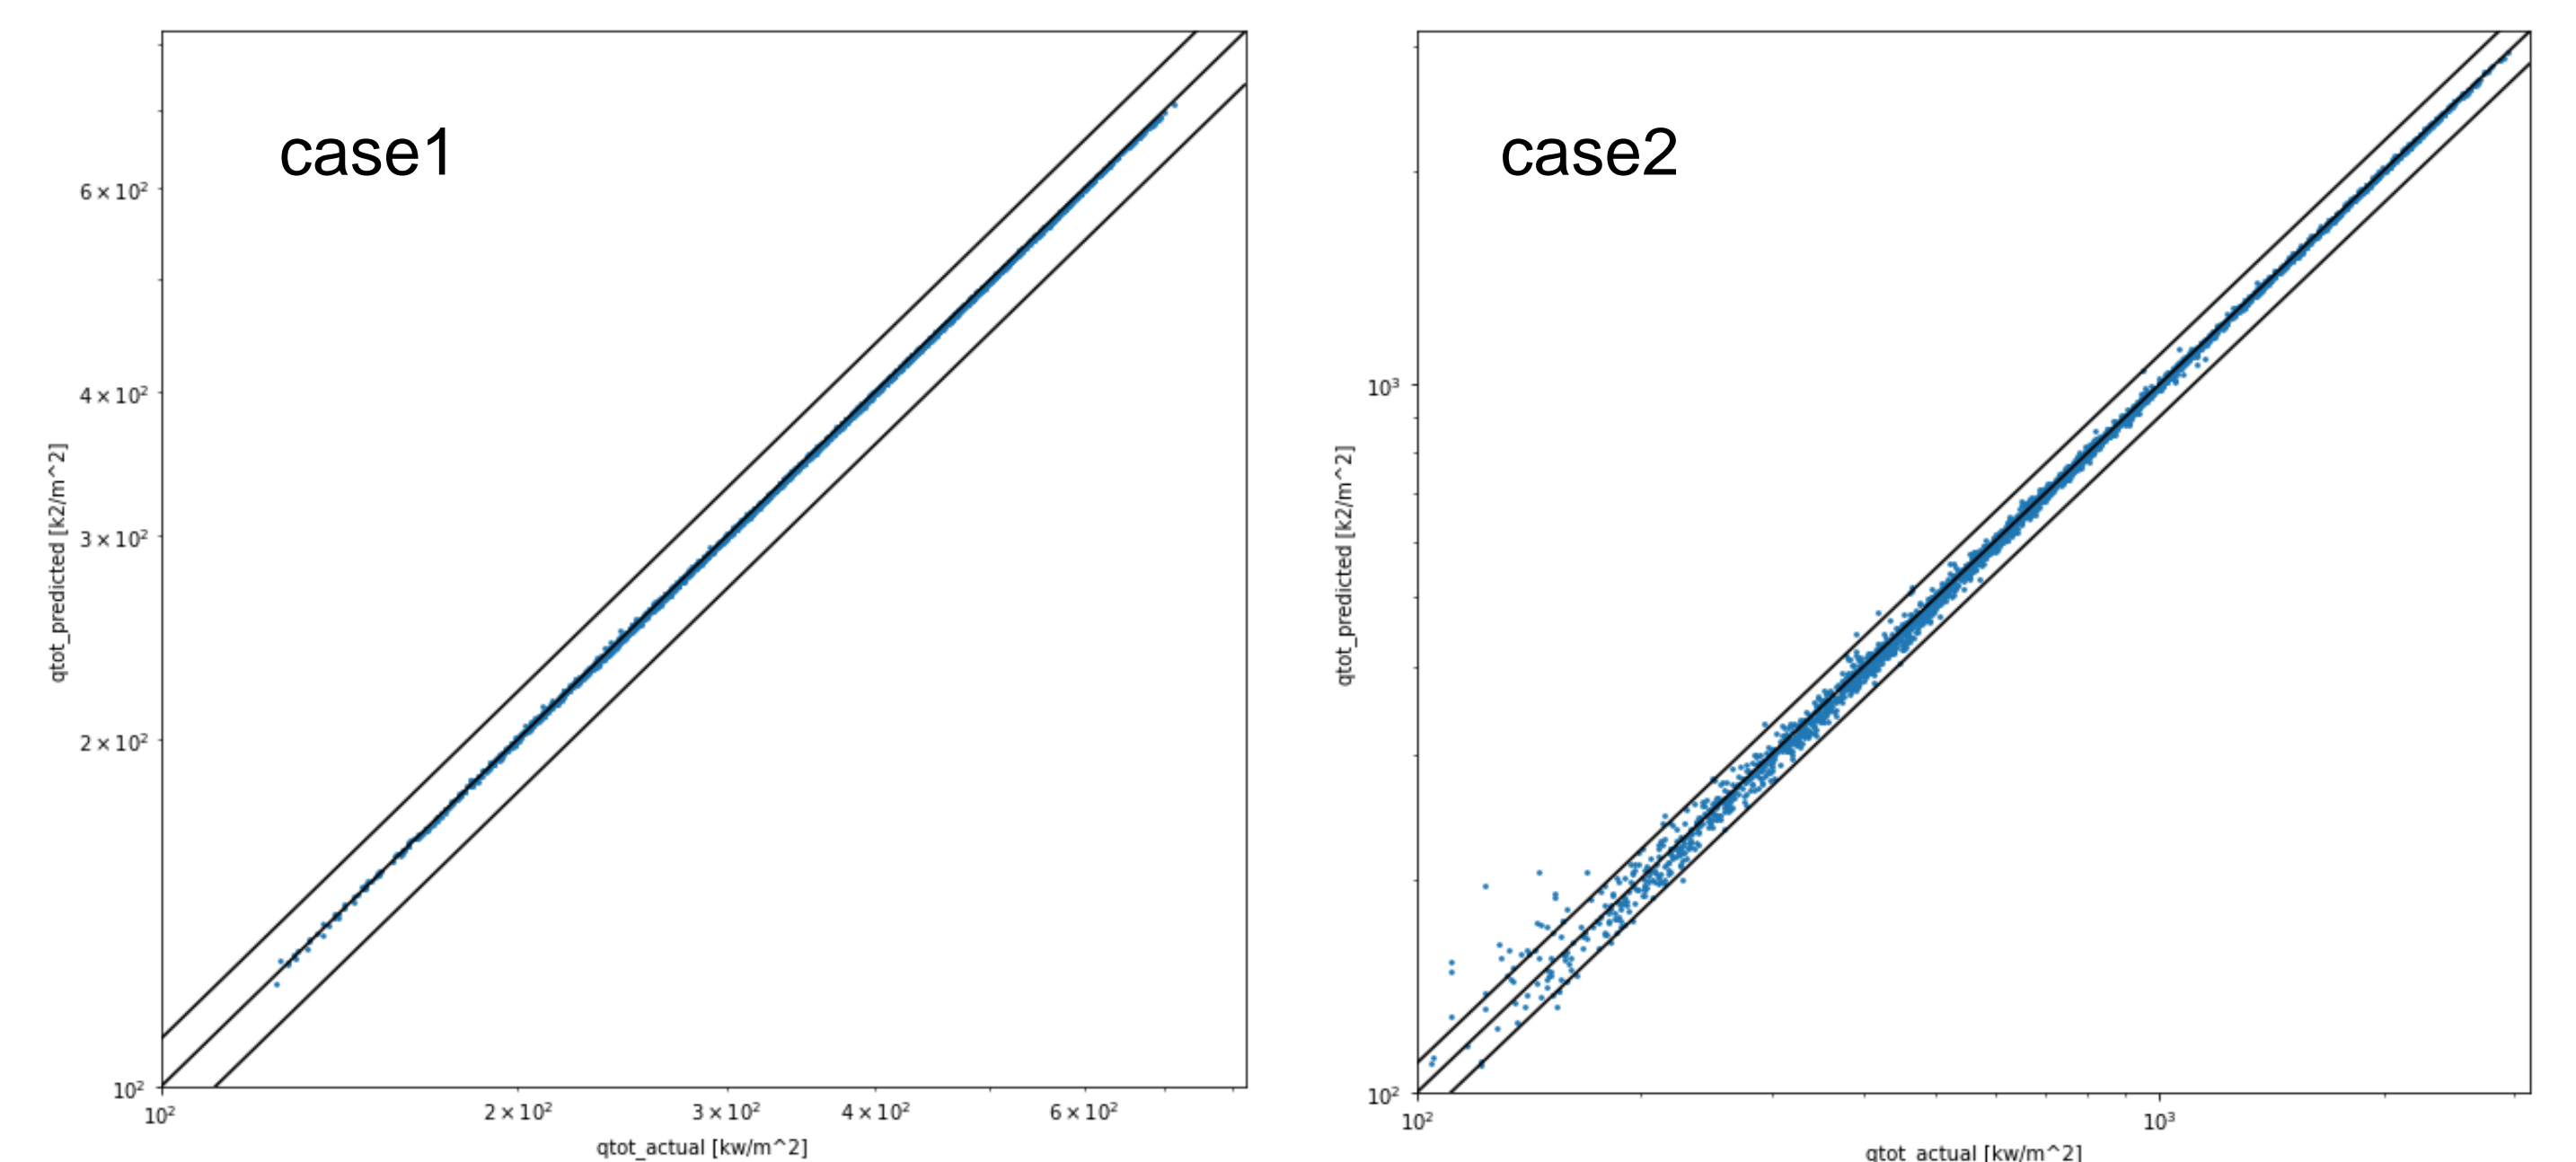 case1
6 × 10²
4 × 10²
3 × 10²
2 × 10²
10²
qtot_predicted [k2/m^2]
10²
2 × 10²
3 × 10²
4 × 10²
6 × 10²
qtot_actual [kw/m^2]
case2
10³
10²
qtot_predicted [k2/m^2]
10²
10³
qtot_actual [kw/m^2]